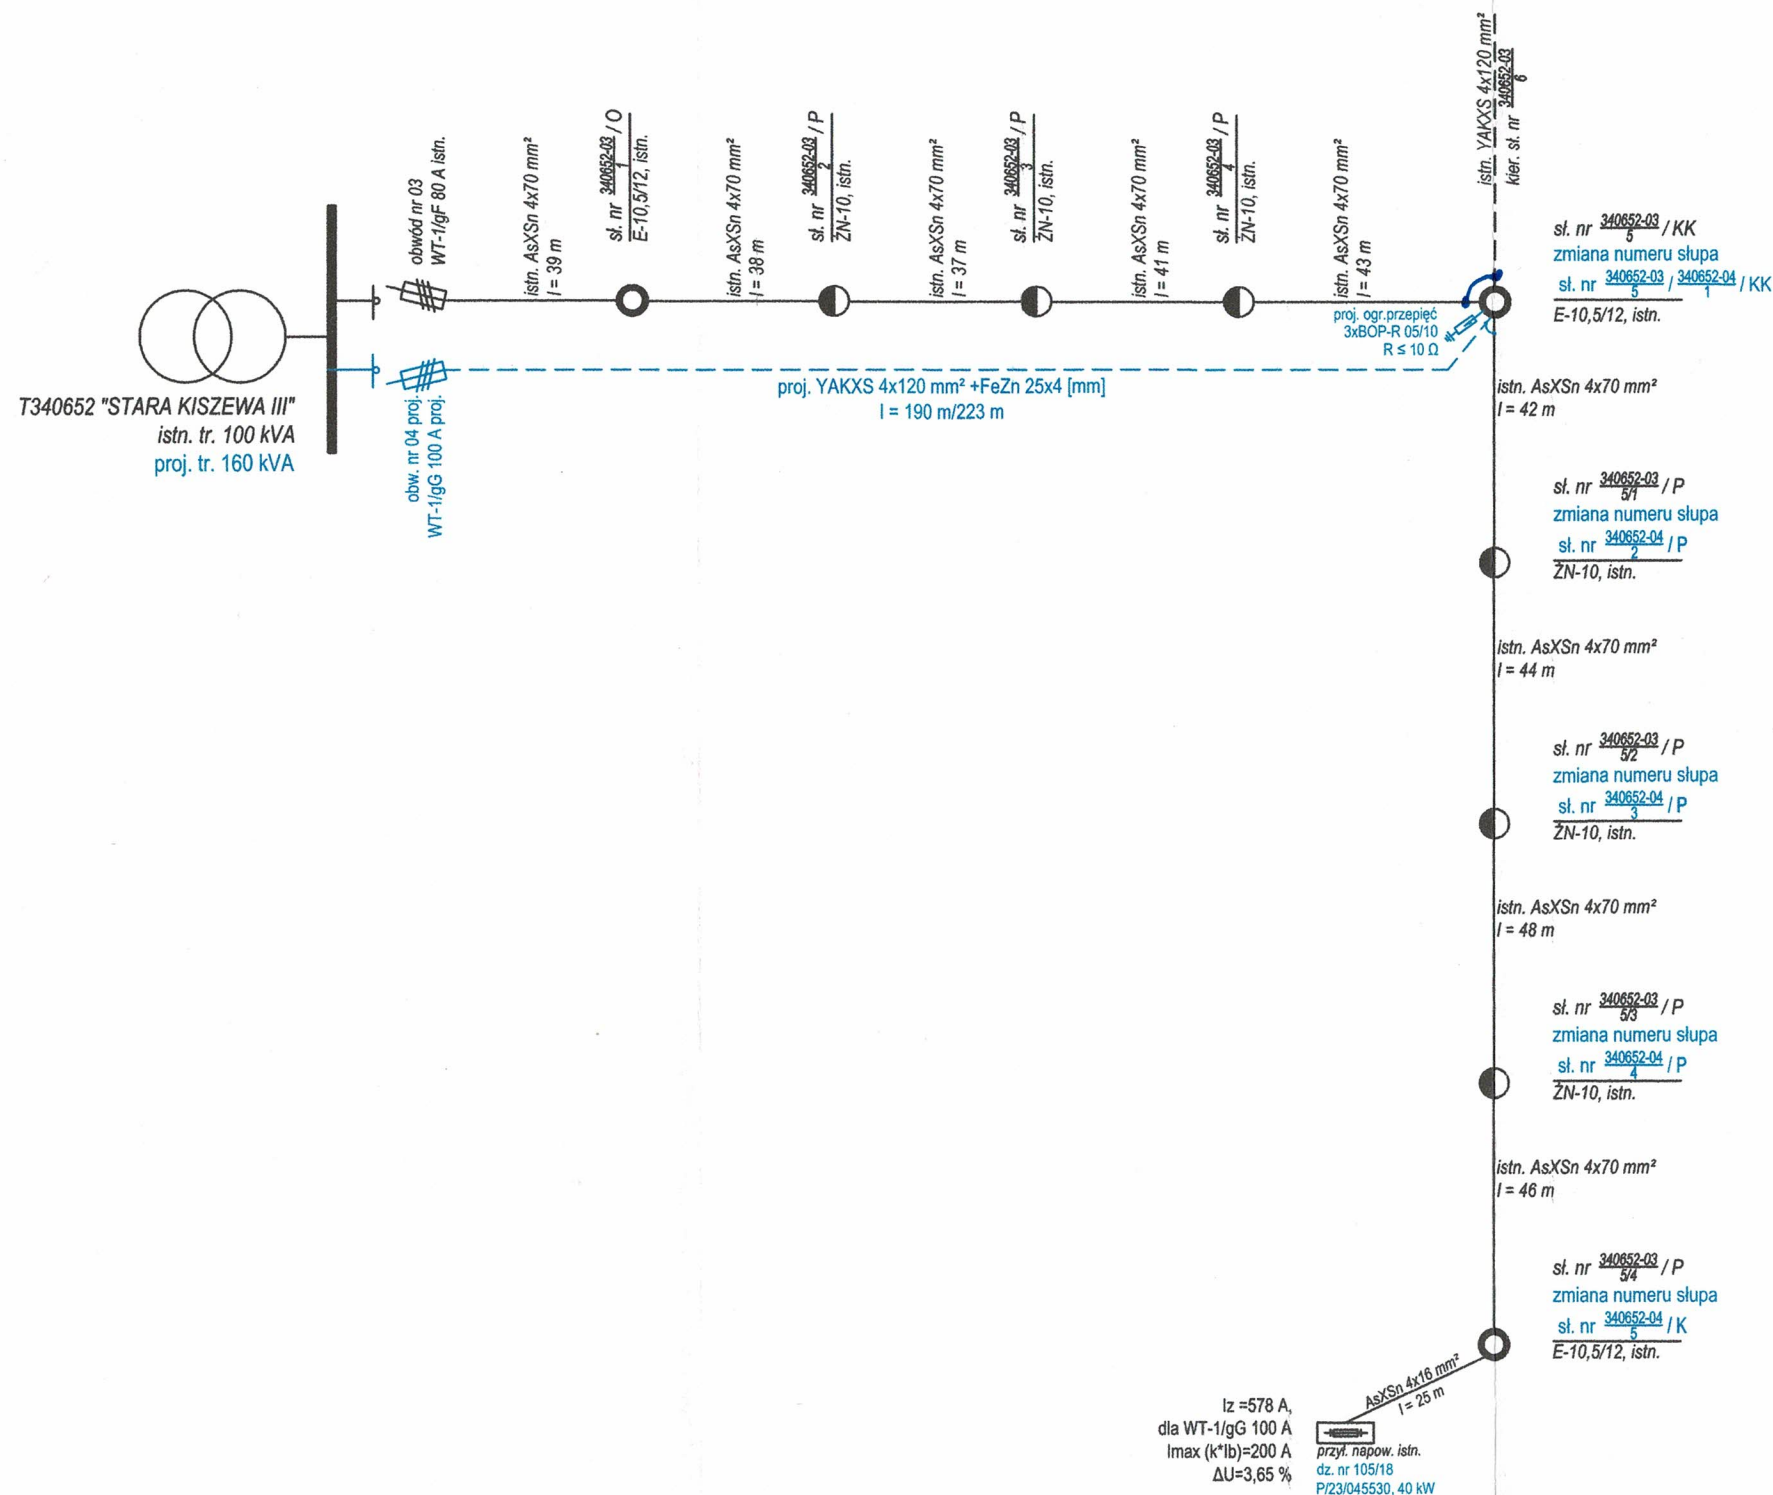 istn. YAKXS 4x120 mm²
kier. sł. nr 340652-03
6
obwód nr 03
WT-1/gF 80 A istn.
istn. AsXSn 4x70 mm²
l = 39 m
sł. nr 340652-03 / O
1
E-10,5/12, istn.
istn. AsXSn 4x70 mm²
l = 38 m
sł. nr 340652-03 / P
2
ŻN-10, istn.
istn. AsXSn 4x70 mm²
l = 37 m
sł. nr 340652-03 / P
3
ŻN-10, istn.
istn. AsXSn 4x70 mm²
l = 41 m
sł. nr 340652-03 / P
4
ŻN-10, istn.
istn. AsXSn 4x70 mm²
l = 43 m
sł. nr 340652-03 / KK
5
zmiana numeru słupa
sł. nr 340652-03 / 340652-04 / KK
5 1
E-10,5/12, istn.
proj. ogr.przepięć
3xBOP-R 05/10
R ≤ 10 Ω
T340652 "STARA KISZEWA III"
istn. tr. 100 kVA
proj. tr. 160 kVA
obw. nr 04 proj.
WT-1/gG 100 A proj.
proj. YAKXS 4x120 mm² +FeZn 25x4 [mm]
l = 190 m/223 m
istn. AsXSn 4x70 mm²
l = 42 m
sł. nr 340652-03 / P
5/1
zmiana numeru słupa
sł. nr 340652-04 / P
2
ŻN-10, istn.
istn. AsXSn 4x70 mm²
l = 44 m
sł. nr 340652-03 / P
5/2
zmiana numeru słupa
sł. nr 340652-04 / P
3
ŻN-10, istn.
istn. AsXSn 4x70 mm²
l = 48 m
sł. nr 340652-03 / P
5/3
zmiana numeru słupa
sł. nr 340652-04 / P
4
ŻN-10, istn.
istn. AsXSn 4x70 mm²
l = 46 m
sł. nr 340652-03 / P
5/4
zmiana numeru słupa
sł. nr 340652-04 / K
5
E-10,5/12, istn.
AsXSn 4x16 mm²
l = 25 m
Iz =578 A,
dla WT-1/gG 100 A
Imax (k*Ib)=200 A
ΔU=3,65 %
przył. napow. istn.
dz. nr 105/18
P/23/045530, 40 kW